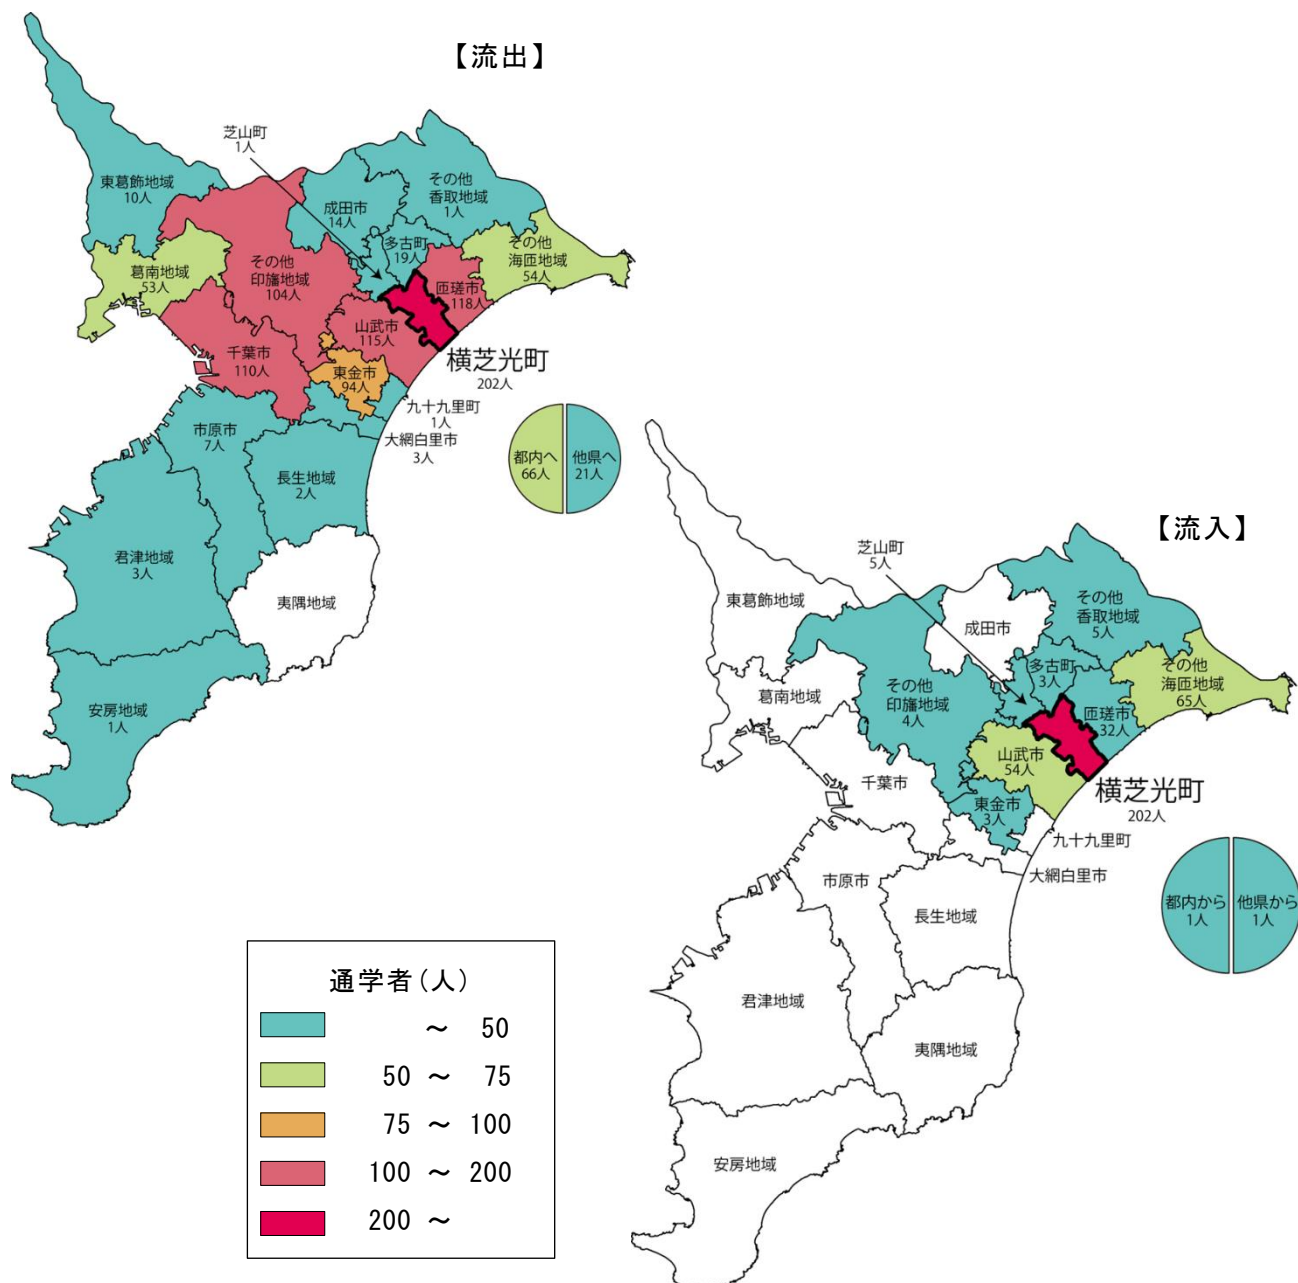 【流出】
芝山町
1人
東葛飾地域
10人
成田市
14人
その他
香取地域
1人
多古町
19人
その他
海匝地域
54人
葛南地域
53人
その他
印旛地域
104人
匝瑳市
118人
山武市
115人
千葉市
110人
東金市
94人
横芝光町
202人
九十九里町
1人
大網白里市
3人
市原市
7人
長生地域
2人
都内へ
66人
他県へ
21人
君津地域
3人
夷隅地域
安房地域
1人
【流入】
芝山町
5人
東葛飾地域
成田市
その他
香取地域
5人
多古町
3人
その他
海匝地域
65人
葛南地域
その他
印旛地域
4人
匝瑳市
32人
山武市
54人
千葉市
東金市
3人
横芝光町
202人
九十九里町
大網白里市
市原市
長生地域
都内から
1人
他県から
1人
君津地域
夷隅地域
安房地域
通学者(人)
～ 50
50 ～ 75
75 ～ 100
100 ～ 200
200 ～